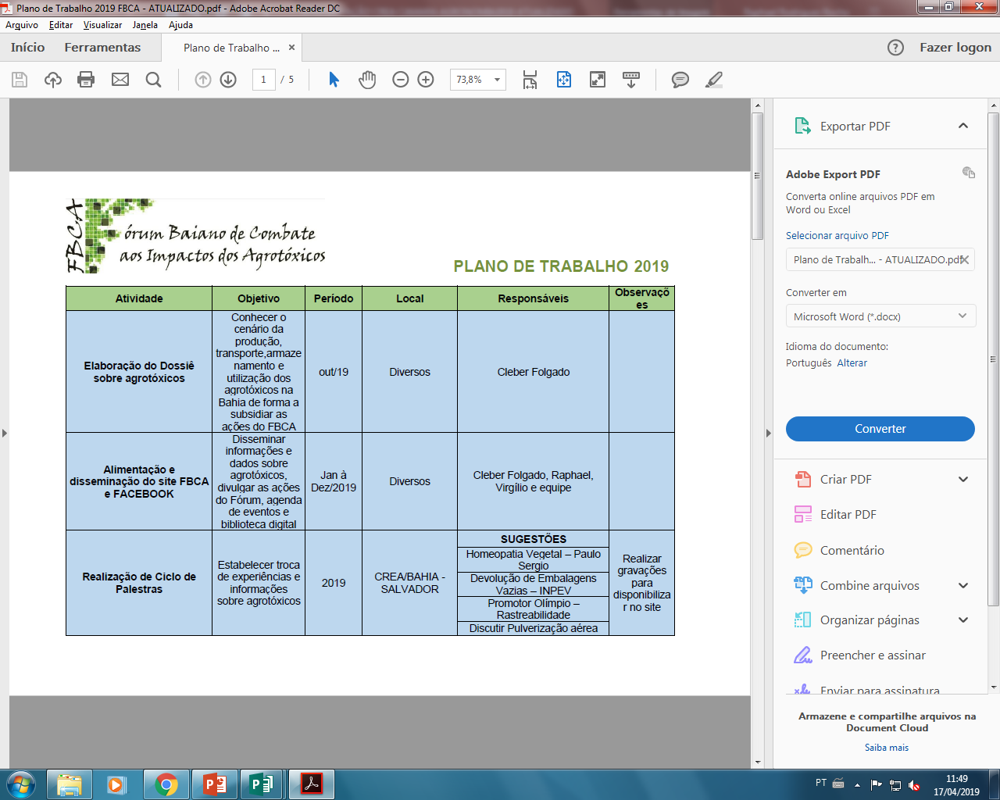 Plano de Trabalho 2019 FBCA - ATUALIZADO.pdf - Adobe Acrobat Reader DC
Arquivo Editar Visualizar Janela Ajuda
Início Ferramentas Plano de Trabalho ... × Fazer logon
1 / 5 73,8%
FBCA
órum Baiano de Combate
aos Impactos dos Agrotóxicos
PLANO DE TRABALHO 2019
Atividade Objetivo Período Local Responsáveis Observaçõ
es
Elaboração do Dossiê
sobre agrotóxicos
Conhecer o
cenário da
produção,
transporte,armaze
namento e
utilização dos
agrotóxicos na
Bahia de forma a
subsidiar as
ações do FBCA
out/19
Diversos
Cleber Folgado
Alimentação e
disseminação do site FBCA
e FACEBOOK
Disseminar
informações e
dados sobre
agrotóxicos,
divulgar as ações
do Fórum, agenda
de eventos e
biblioteca digital
Jan à
Dez/2019
Diversos
Cleber Folgado, Raphael,
Virgílio e equipe
Realização de Ciclo de
Palestras
Estabelecer troca
de experiências e
informações
sobre agrotóxicos
2019
CREA/BAHIA -
SALVADOR
SUGESTÕES
Homeopatia Vegetal – Paulo
Sergio
Devolução de Embalagens
Vazias – INPEV
Promotor Olímpio –
Rastreabilidade
Discutir Pulverização aérea
Realizar
gravações
para
disponibiliza
r no site
Exportar PDF
Adobe Export PDF
Converta online arquivos PDF em
Word ou Excel
Selecionar arquivo PDF
Plano de Trabalh... - ATUALIZADO.pdf
Converter em
Microsoft Word (*.docx)
Idioma do documento:
Português Alterar
Converter
Criar PDF
Editar PDF
Comentário
Combine arquivos
Organizar páginas
Preencher e assinar
Enviar para assinatura
Armazene e compartilhe arquivos na
Document Cloud
Saiba mais
PT
11:49
17/04/2019